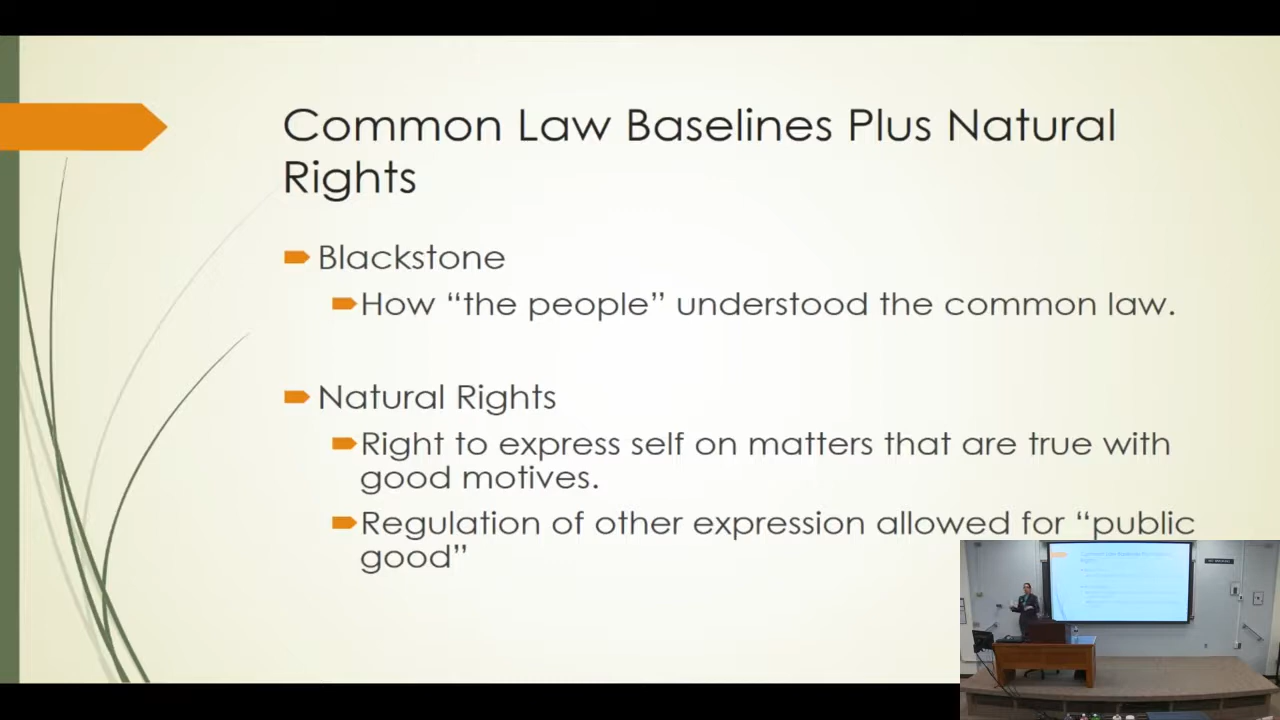 Common Law Baselines Plus Natural
Rights
Blackstone
How “the people” understood the common law.
Natural Rights
Right to express self on matters that are true with
good motives.
Regulation of other expression allowed for “public
good”